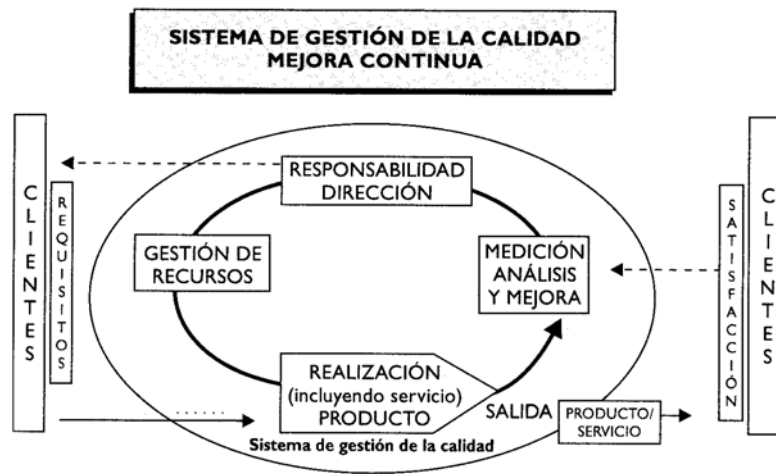 SISTEMA DE GESTIÓN DE LA CALIDAD
MEJORA CONTINUA
CLIENTES
REQUISITOS
RESPONSABILIDAD
DIRECCIÓN
GESTIÓN DE
RECURSOS
MEDICIÓN
ANÁLISIS
Y MEJORA
SATISFACCIÓN
CLIENTES
REALIZACIÓN
(incluyendo servicio)
PRODUCTO
SALIDA
PRODUCTO/
SERVICIO
Sistema de gestión de la calidad